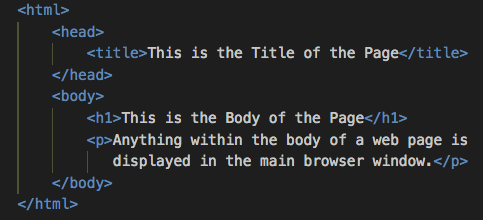 <html>
<head>
<title>This is the Title of the Page</title>
</head>
<body>
<h1>This is the Body of the Page</h1>
<p>Anything within the body of a web page is
displayed in the main browser window.</p>
</body>
</html>